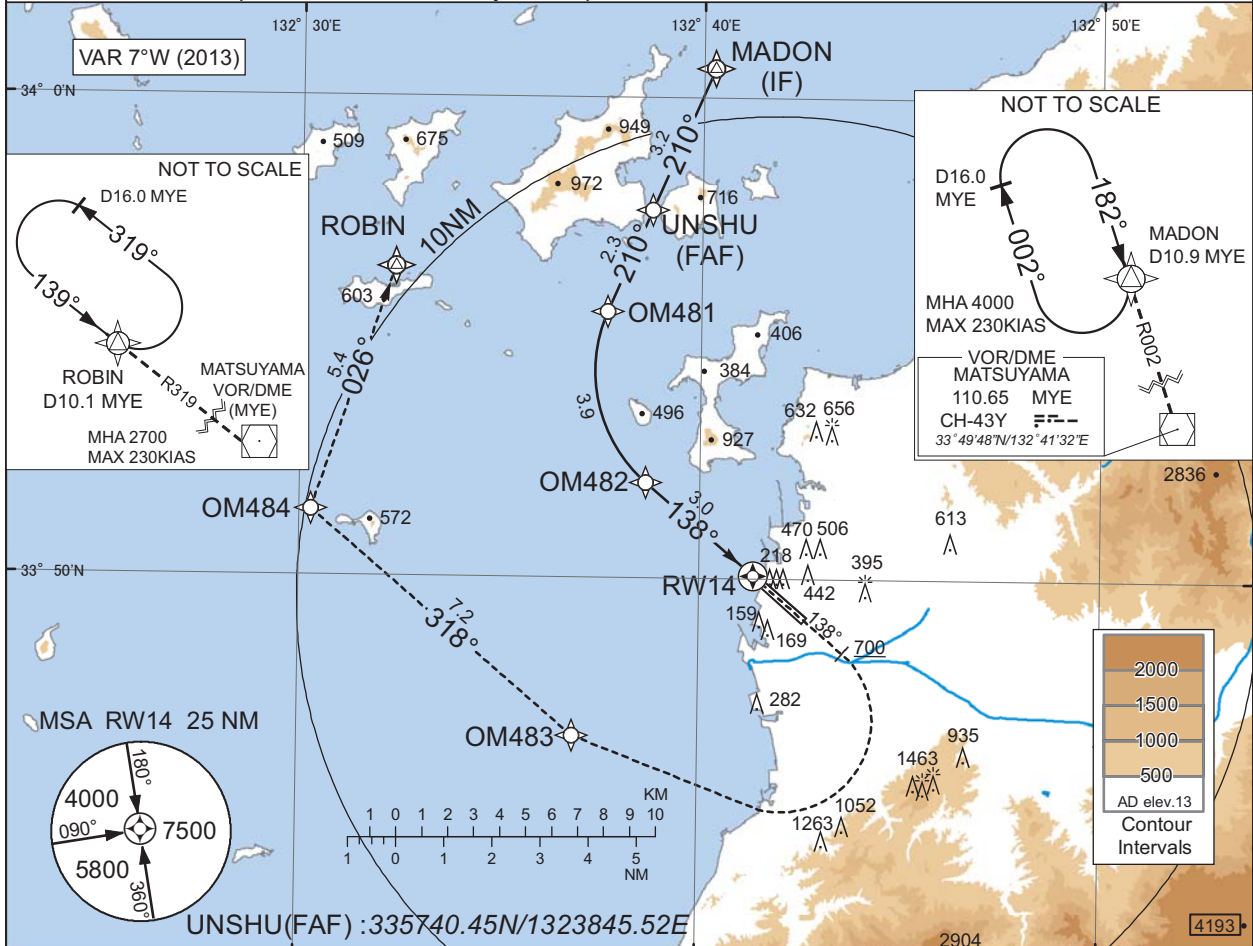 132° 30'E
132° 40'E
132° 50'E
VAR 7°W (2013)
34° 0'N
MADON
(IF)
949
3.2
210°
509
675
972
716
UNSHU
(FAF)
10NM
ROBIN
2.3
210°
603
OM481
406
384
3.9
496
632
656
927
5.4
026°
OM482
3.0
138°
OM484
572
470
506
613
2836
33° 50'N
218
395
442
RW14
159
169
138°
700
7.2
318°
282
OM483
935
1463
1052
1263
2904
4193
NOT TO SCALE
D16.0 MYE
319°
139°
ROBIN
D10.1 MYE
R319
MATSUYAMA
VOR/DME
(MYE)
MHA 2700
MAX 230KIAS
NOT TO SCALE
D16.0
MYE
182°
002°
MADON
D10.9 MYE
MHA 4000
MAX 230KIAS
R002
VOR/DME
MATSUYAMA
110.65 MYE
CH-43Y
33°49'48"N/132°41'32"E
MSA RW14 25 NM
180°
4000
090°
7500
5800
360°
KM
1 0 1 2 3 4 5 6 7 8 9 10
1 0 1 2 3 4 5
NM
2000
1500
1000
500
AD elev.13
Contour
Intervals
UNSHU(FAF) :335740.45N/1323845.52E